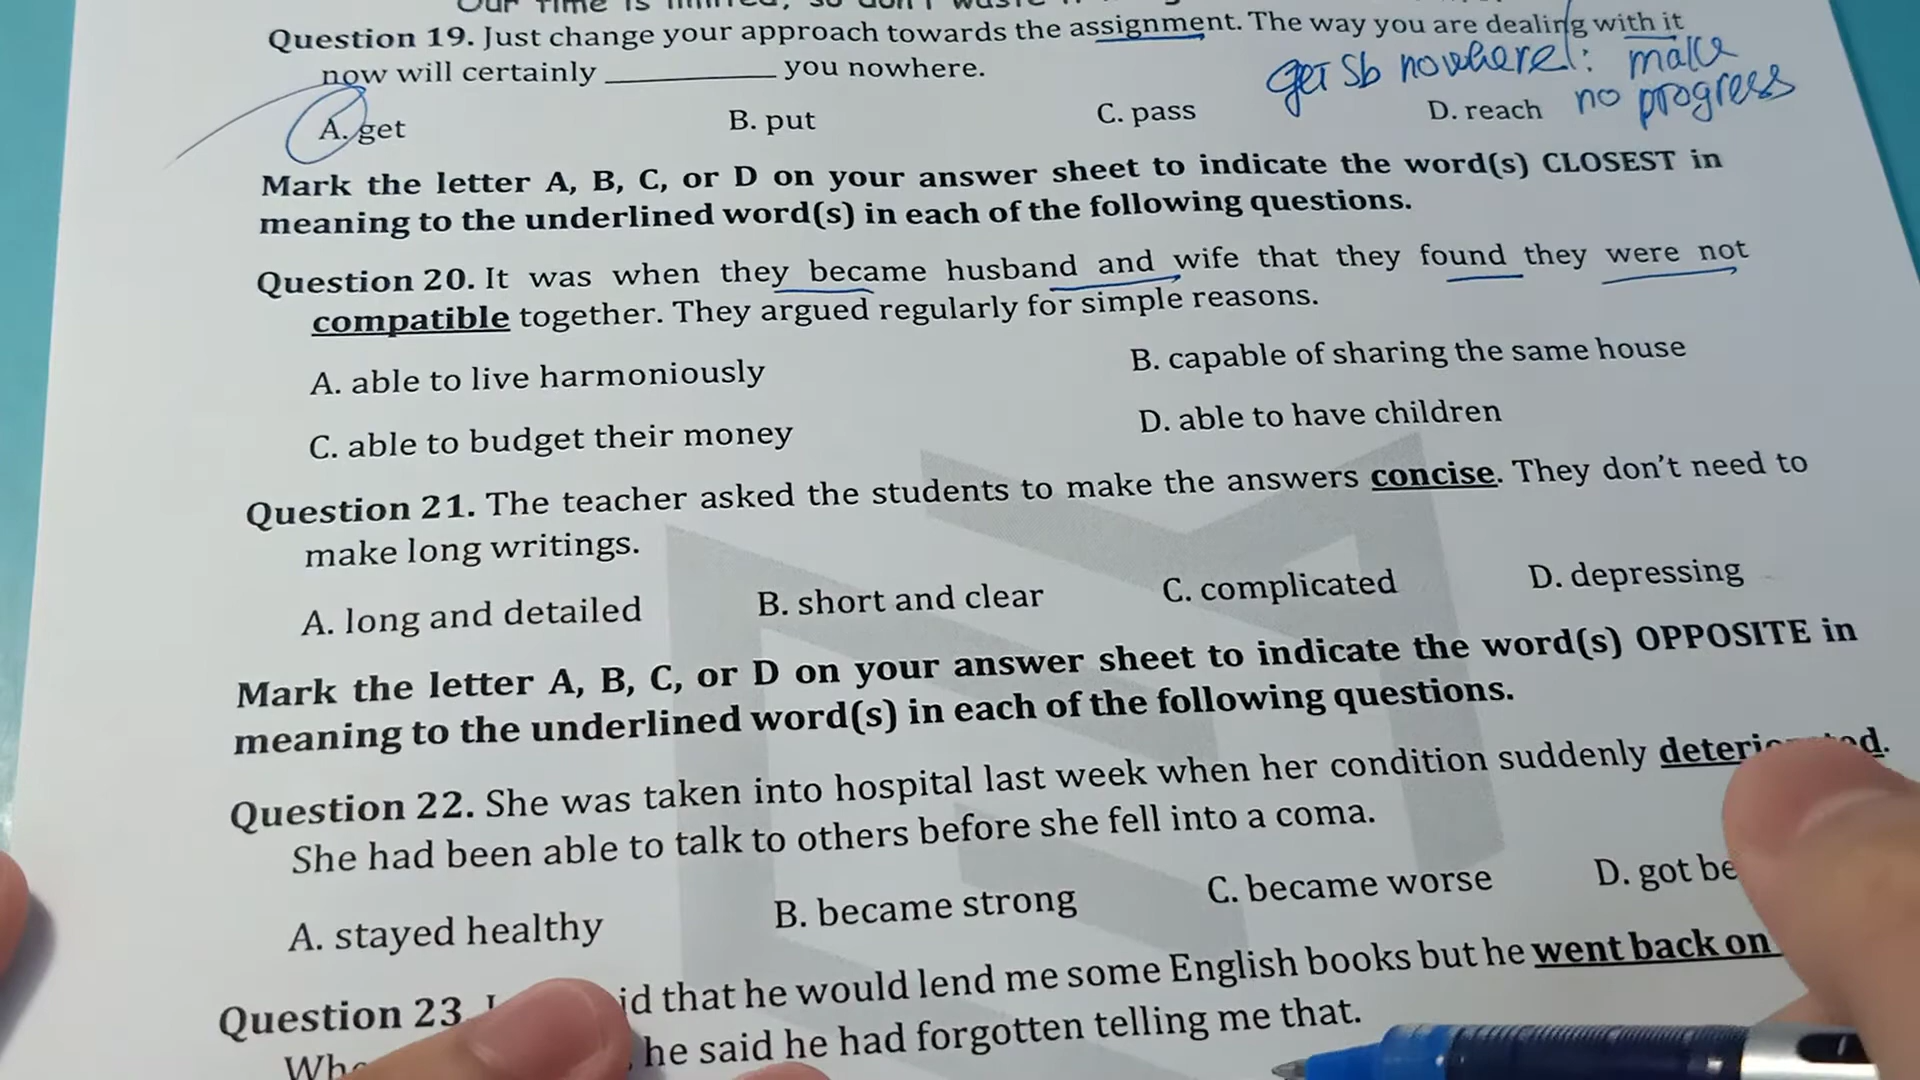 Question 19. Just change your approach towards the assignment. The way you are dealing with it
now will certainly __________ you nowhere.
get sb nowhere: make
no progress
A. get B. put C. pass D. reach
Mark the letter A, B, C, or D on your answer sheet to indicate the word(s) CLOSEST in
meaning to the underlined word(s) in each of the following questions.
Question 20. It was when they became husband and wife that they found they were not
compatible together. They argued regularly for simple reasons.
A. able to live harmoniously B. capable of sharing the same house
C. able to budget their money D. able to have children
Question 21. The teacher asked the students to make the answers concise. They don't need to
make long writings.
A. long and detailed B. short and clear C. complicated D. depressing
Mark the letter A, B, C, or D on your answer sheet to indicate the word(s) OPPOSITE in
meaning to the underlined word(s) in each of the following questions.
Question 22. She was taken into hospital last week when her condition suddenly
She had been able to talk to others before she fell into a coma.
A. stayed healthy B. became strong C. became worse D. got
Question 23. that he would lend me some English books but he went back on
he said he had forgotten telling me that.